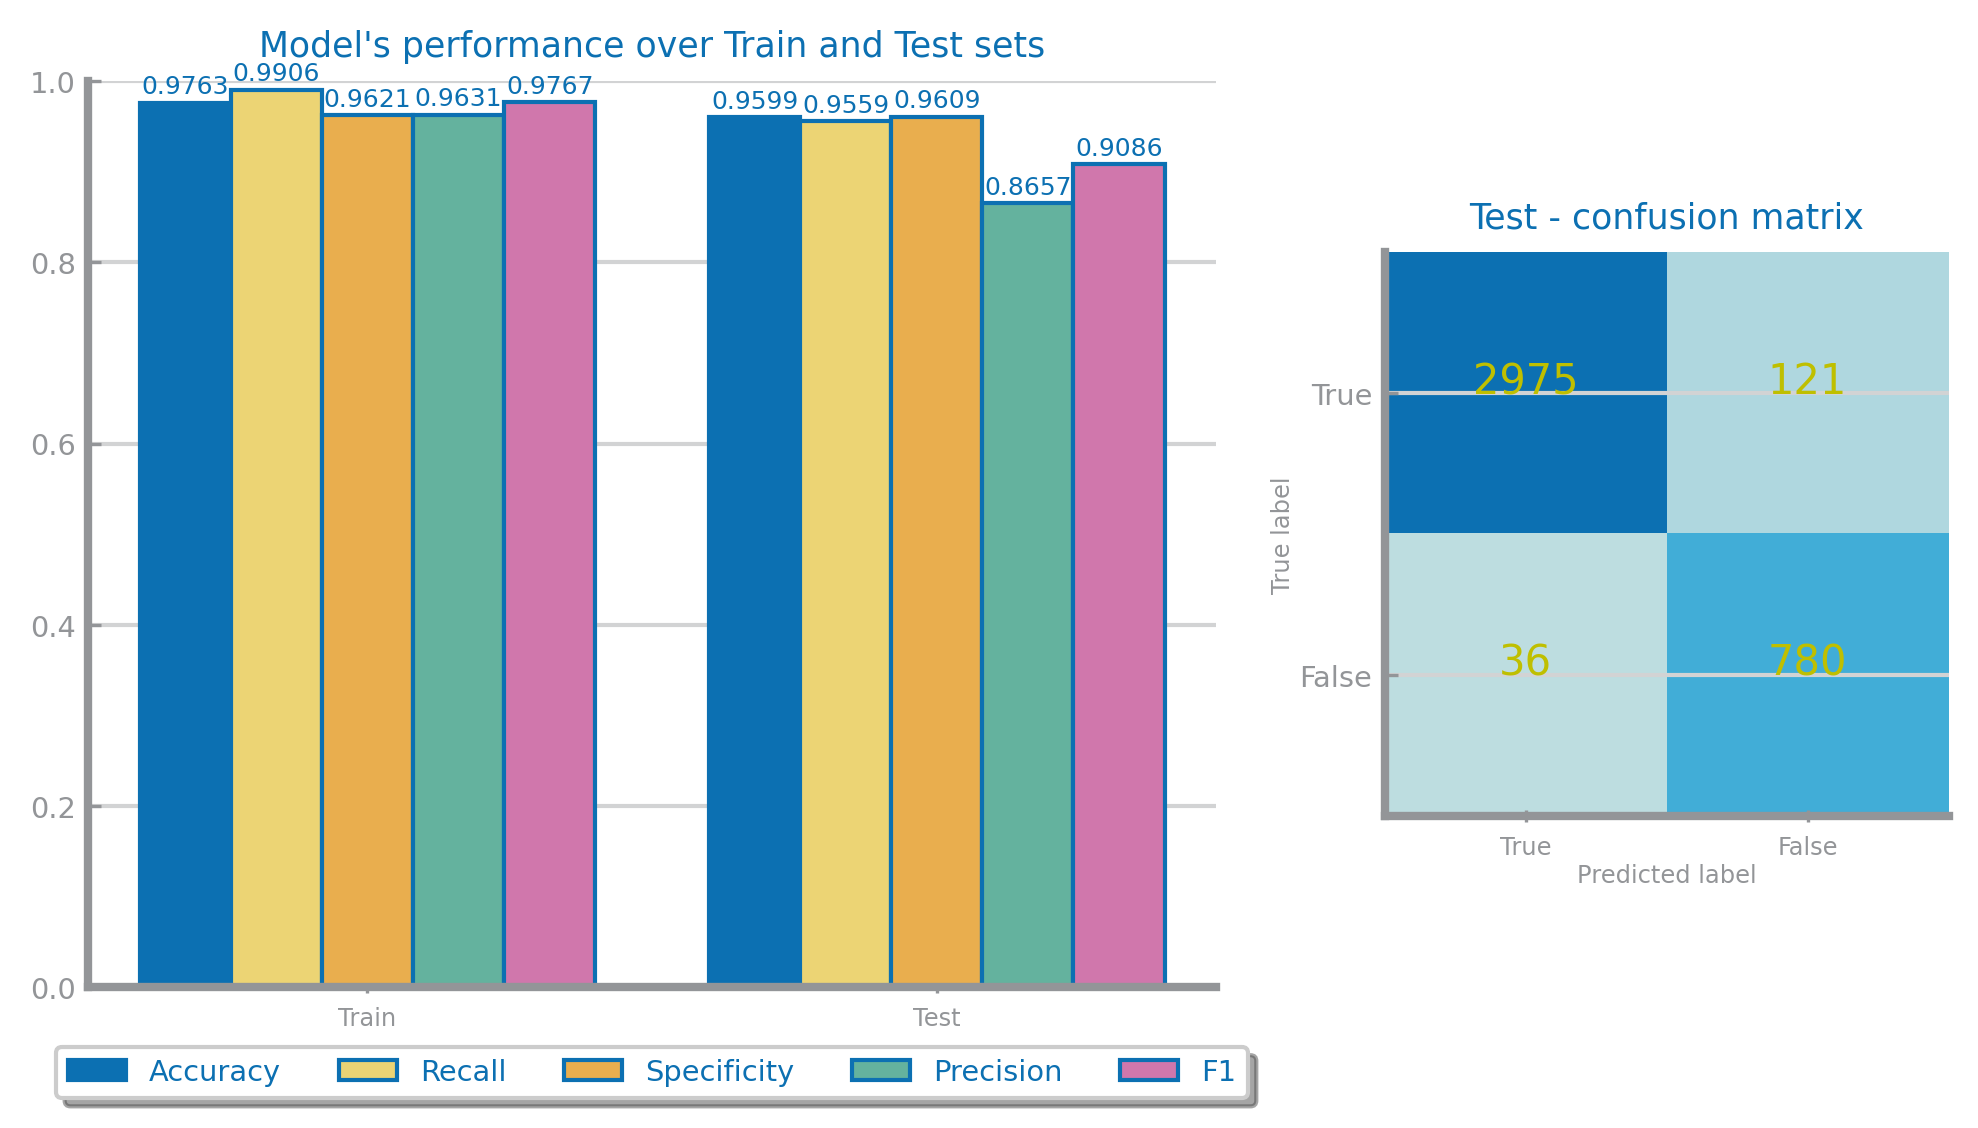 Model's performance over Train and Test sets
1.0
0.8
0.6
0.4
0.2
0.0
0.9763 0.9906 0.9621 0.9631 0.9767
0.9599 0.9559 0.9609 0.8657 0.9086
Train Test
Accuracy Recall Specificity Precision F1
Test - confusion matrix
True label
True 2975 121
False 36 780
True False
Predicted label